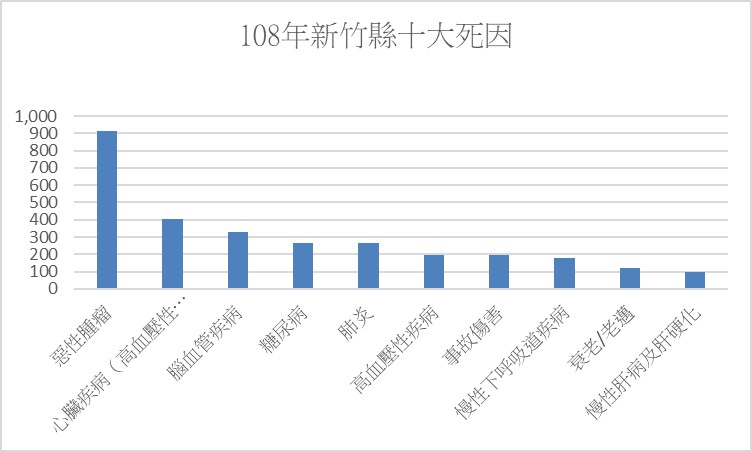 108年新竹縣十大死因
1,000
900
800
700
600
500
400
300
200
100
0
惡性腫瘤
心臟疾病（高血壓性…
腦血管疾病
糖尿病
肺炎
高血壓性疾病
事故傷害
慢性下呼吸道疾病
衰老/老邁
慢性肝病及肝硬化